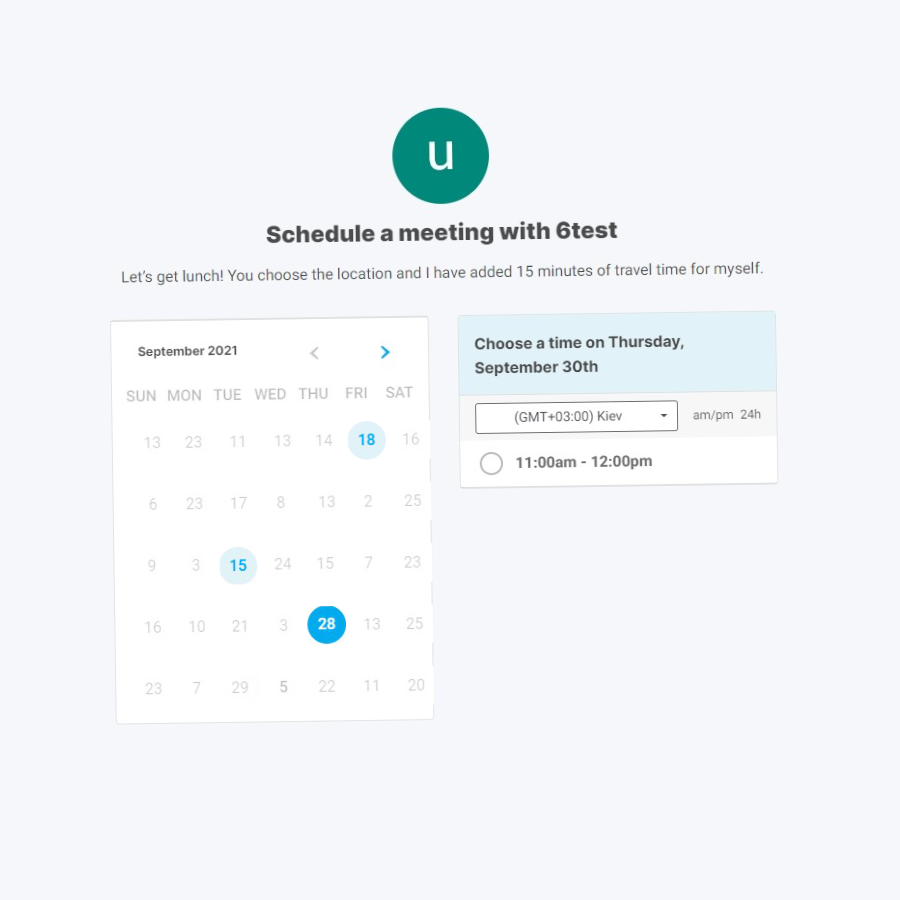 u
Schedule a meeting with 6test
Let's get lunch! You choose the location and I have added 15 minutes of travel time for myself.
September 2021
SUN MON TUE WED THU FRI SAT
13 23 11 13 14 18 16
6 23 17 8 13 2 25
9 3 15 24 15 7 23
16 10 21 3 28 13 25
23 7 29 5 22 11 20
Choose a time on Thursday,
September 30th
(GMT+03:00) Kiev am/pm 24h
11:00am - 12:00pm